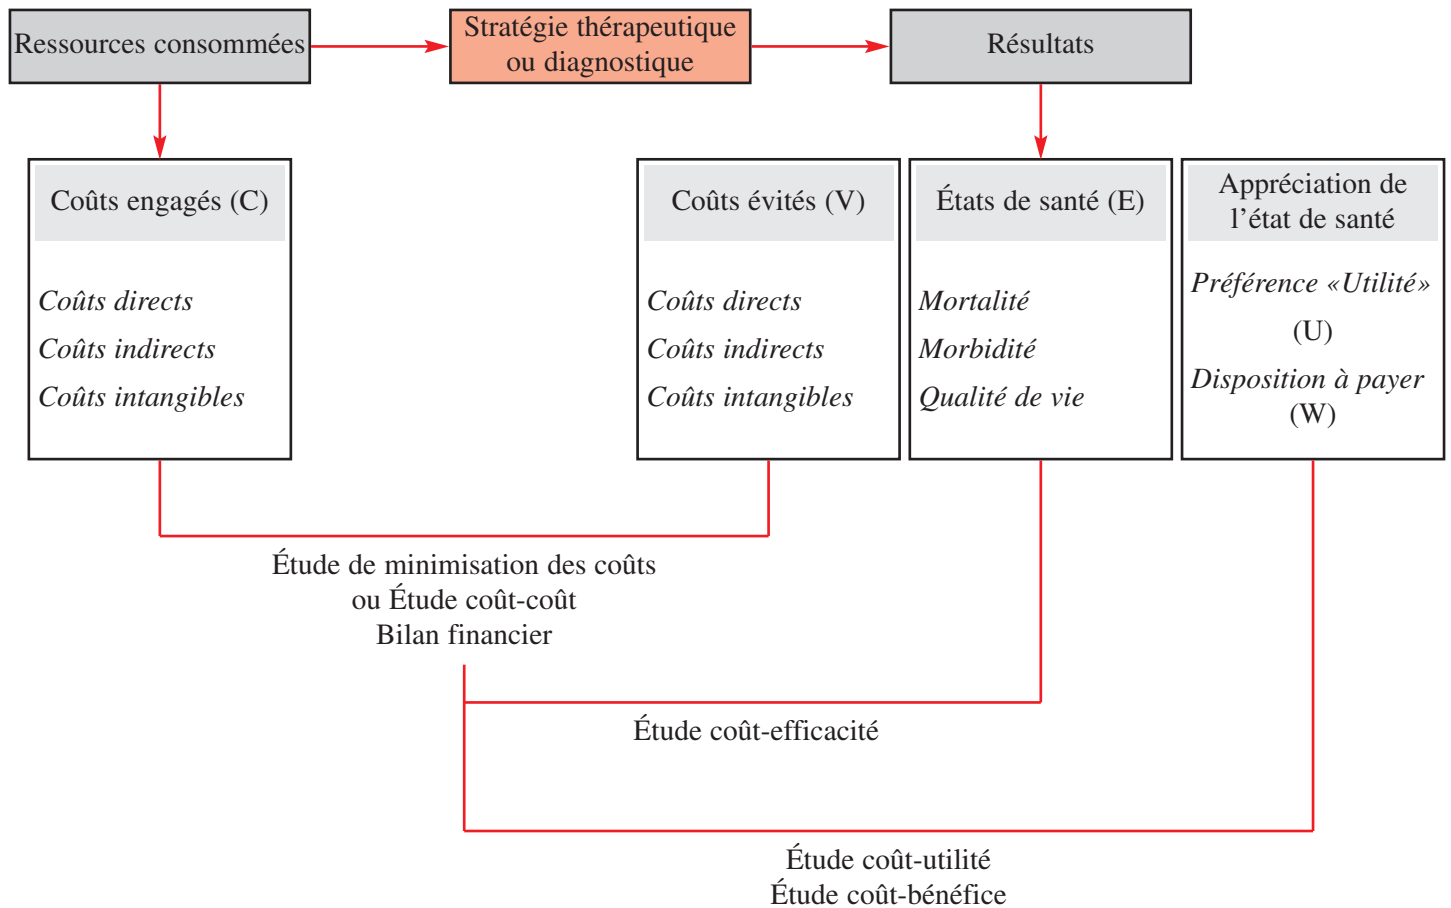 Ressources consommées
Stratégie thérapeutique
ou diagnostique
Résultats
Coûts engagés (C)
Coûts directs
Coûts indirects
Coûts intangibles
Coûts évités (V)
Coûts directs
Coûts indirects
Coûts intangibles
États de santé (E)
Mortalité
Morbidité
Qualité de vie
Appréciation de
l’état de santé
Préférence «Utilité»
(U)
Disposition à payer
(W)
Étude de minimisation des coûts
ou Étude coût-coût
Bilan financier
Étude coût-efficacité
Étude coût-utilité
Étude coût-bénéfice